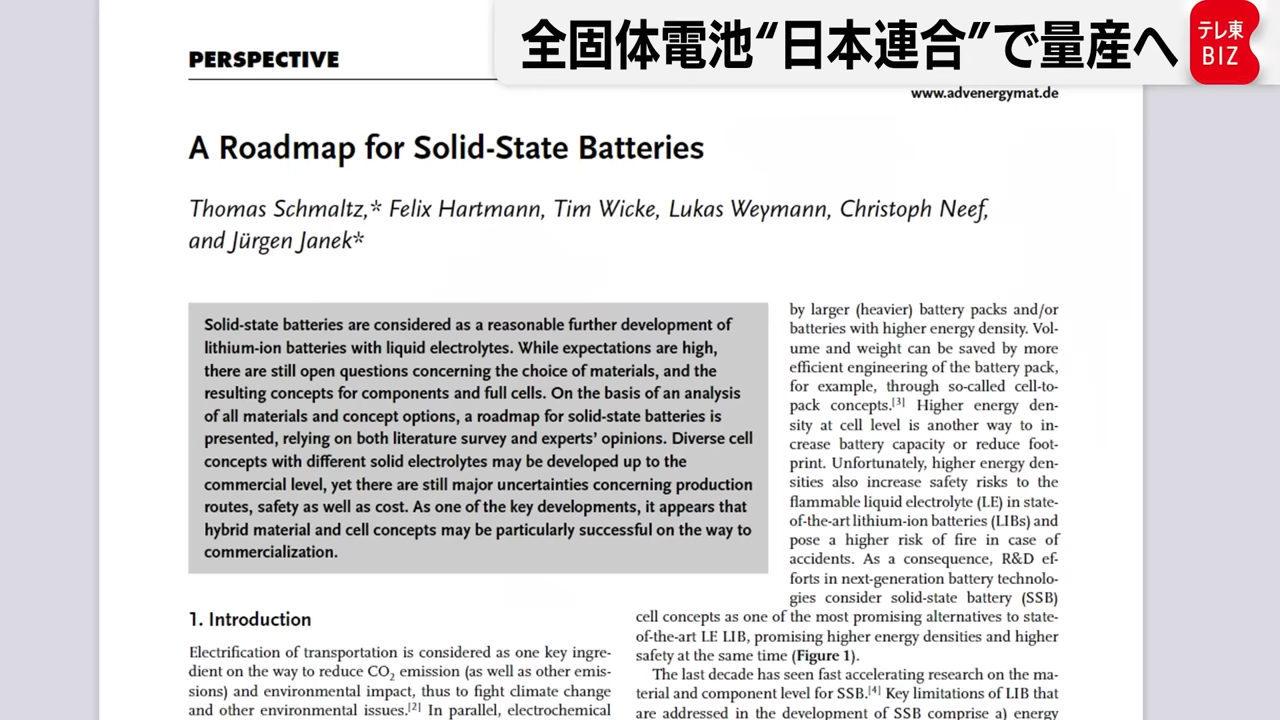 全固体電池“日本連合”で量産へ
テレ東
BIZ
PERSPECTIVE
www.advenergymat.de
A Roadmap for Solid-State Batteries
Thomas Schmaltz,* Felix Hartmann, Tim Wicke, Lukas Weymann, Christoph Neef,
and Jürgen Janek*
Solid-state batteries are considered as a reasonable further development of
lithium-ion batteries with liquid electrolytes. While expectations are high,
there are still open questions concerning the choice of materials, and the
resulting concepts for components and full cells. On the basis of an analysis
of all materials and concept options, a roadmap for solid-state batteries is
presented, relying on both literature survey and experts’ opinions. Diverse cell
concepts with different solid electrolytes may be developed up to the
commercial level, yet there are still major uncertainties concerning production
routes, safety as well as cost. As one of the key developments, it appears that
hybrid material and cell concepts may be particularly successful on the way to
commercialization.
1. Introduction
Electrification of transportation is considered as one key ingre-
dient on the way to reduce CO₂ emission (as well as other emis-
sions) and environmental impact, thus to fight climate change
and other environmental issues.[2] In parallel, electrochemical
by larger (heavier) battery packs and/or
batteries with higher energy density. Vol-
ume and weight can be saved by more
efficient engineering of the battery pack,
for example, through so-called cell-to-
pack concepts.[3] Higher energy den-
sity at cell level is another way to in-
crease battery capacity or reduce foot-
print. Unfortunately, higher energy den-
sities also increase safety risks to the
flammable liquid electrolyte (LE) in state-
of-the-art lithium-ion batteries (LIBs) and
pose a higher risk of fire in case of
accidents. As a consequence, R&D ef-
forts in next-generation battery technolo-
gies consider solid-state battery (SSB)
cell concepts as one of the most promising alternatives to state-
of-the-art LE LIB, promising higher energy densities and higher
safety at the same time (Figure 1).
The last decade has seen fast accelerating research on the ma-
terial and component level for SSB.[4] Key limitations of LIB that
are addressed in the development of SSB comprise a) energy